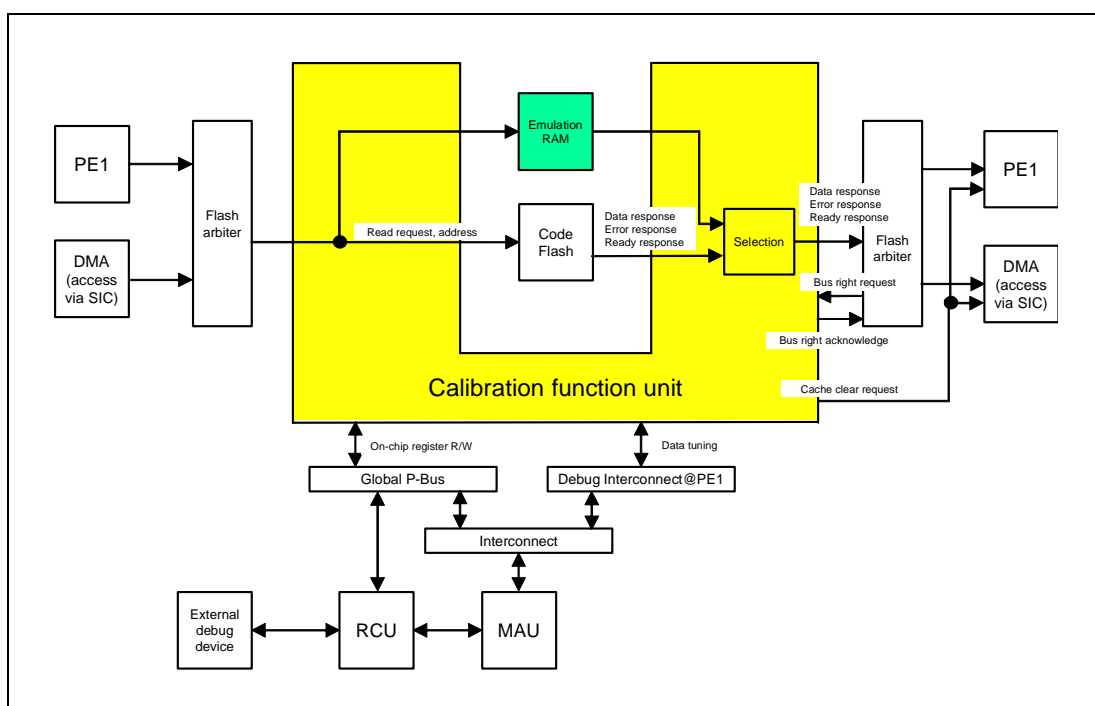 PE1
DMA
(access
via SIC)
Flash
arbiter
Read request, address
Emulation
RAM
Code
Flash
Data response
Error response
Ready response
Selection
Data response
Error response
Ready response
Flash
arbiter
Bus right request
Bus right acknowledge
Cache clear request
PE1
DMA
(access
via SIC)
Calibration function unit
On-chip register R/W
Data tuning
Global P-Bus
Debug Interconnect@PE1
Interconnect
External
debug
device
RCU
MAU